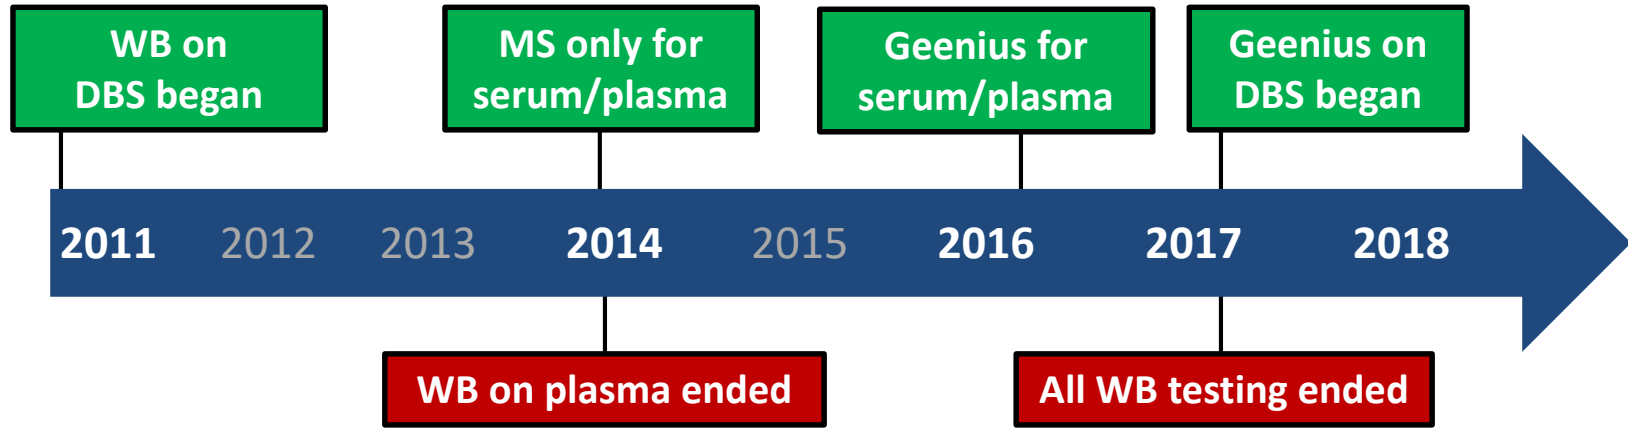 WB on
DBS began
MS only for
serum/plasma
Geenius for
serum/plasma
Geenius on
DBS began
2011 2012 2013 2014 2015 2016 2017 2018
WB on plasma ended
All WB testing ended